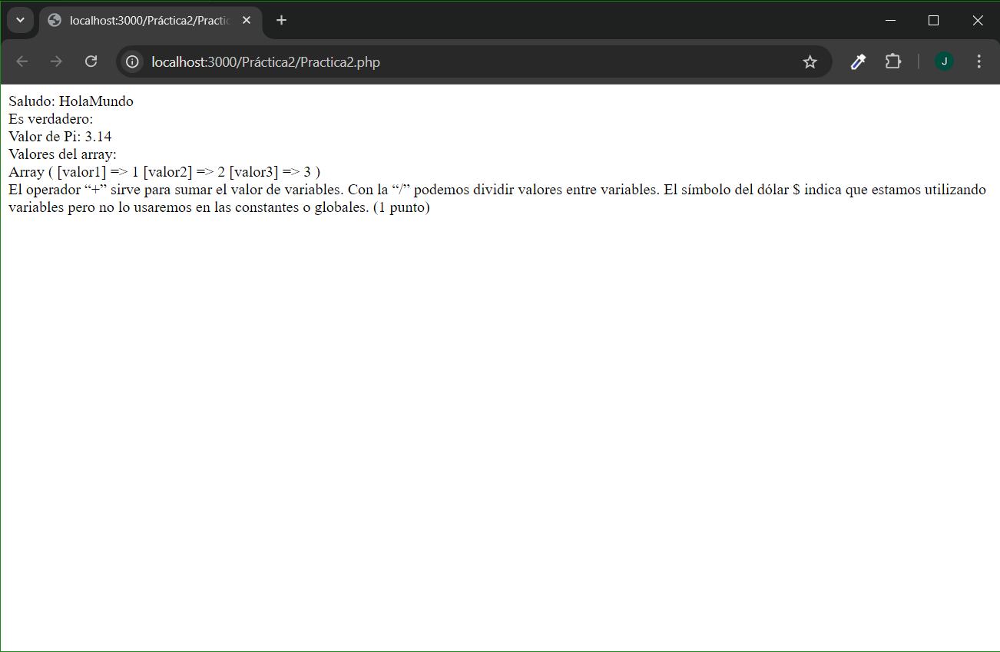 localhost:3000/Práctica2/Practic
localhost:3000/Práctica2/Practica2.php
J
Saludo: HolaMundo
Es verdadero:
Valor de Pi: 3.14
Valores del array:
Array ( [valor1] => 1 [valor2] => 2 [valor3] => 3 )
El operador “+” sirve para sumar el valor de variables. Con la “/” podemos dividir valores entre variables. El símbolo del dólar $ indica que estamos utilizando
variables pero no lo usaremos en las constantes o globales. (1 punto)